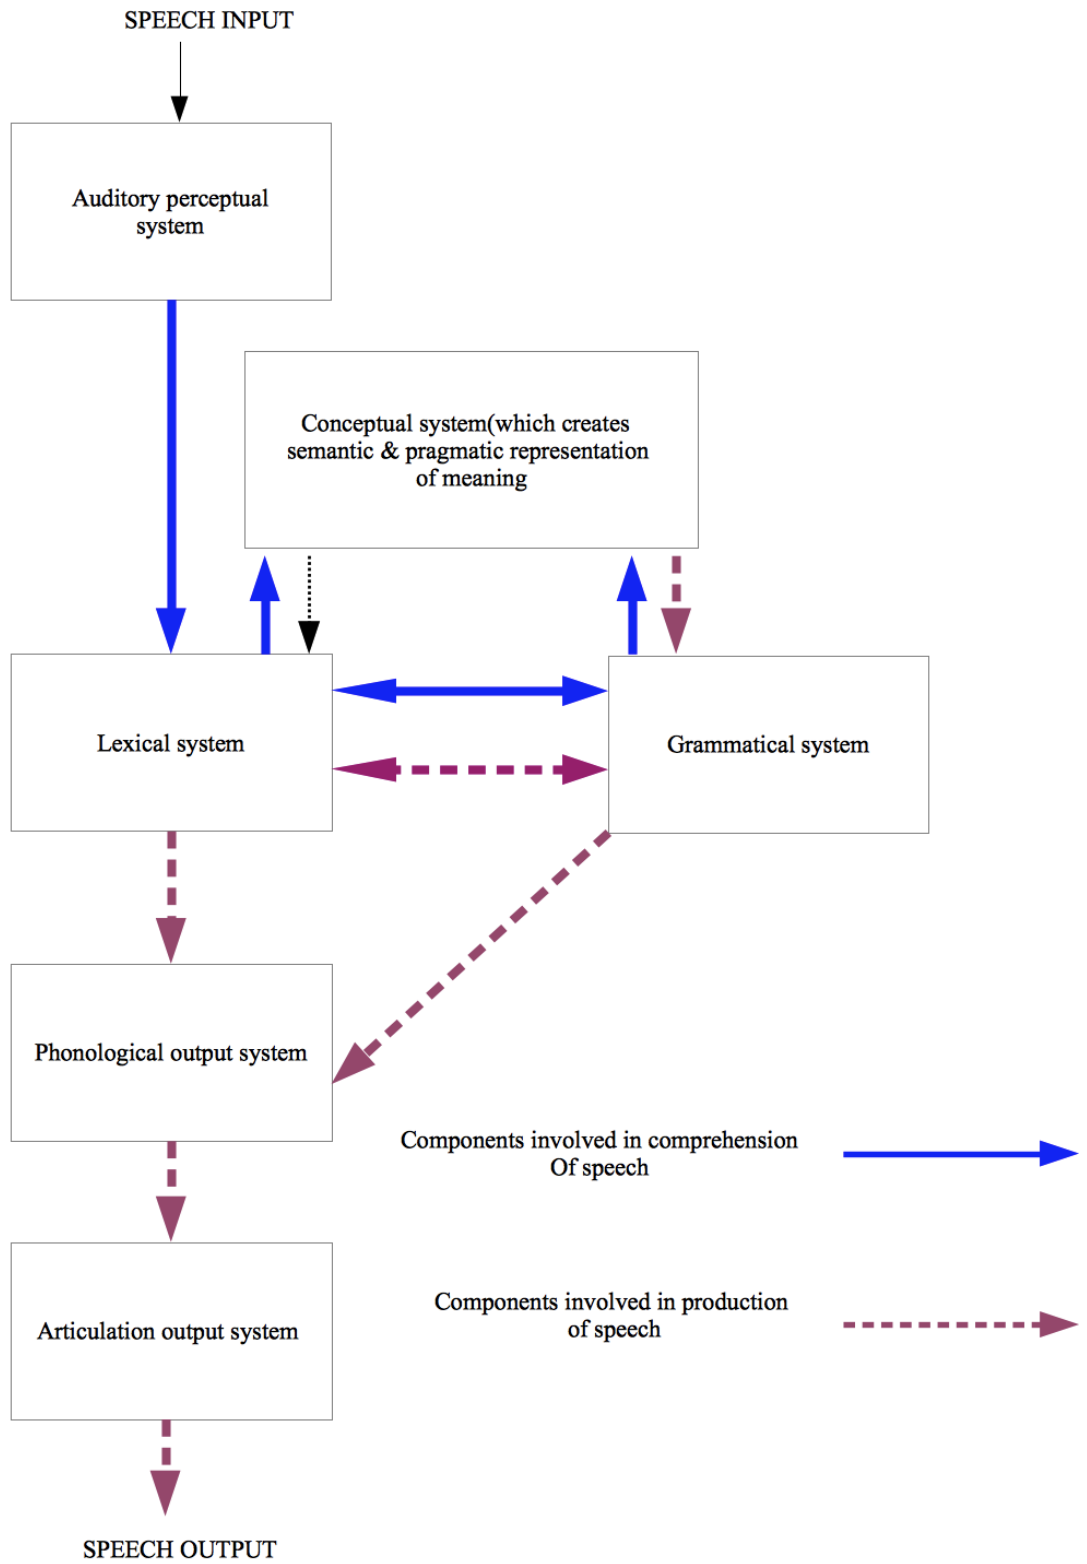 SPEECH INPUT
Auditory perceptual
system
Conceptual system(which creates
semantic & pragmatic representation
of meaning
Lexical system
Grammatical system
Phonological output system
Components involved in comprehension
Of speech
Components involved in production
of speech
Articulation output system
SPEECH OUTPUT